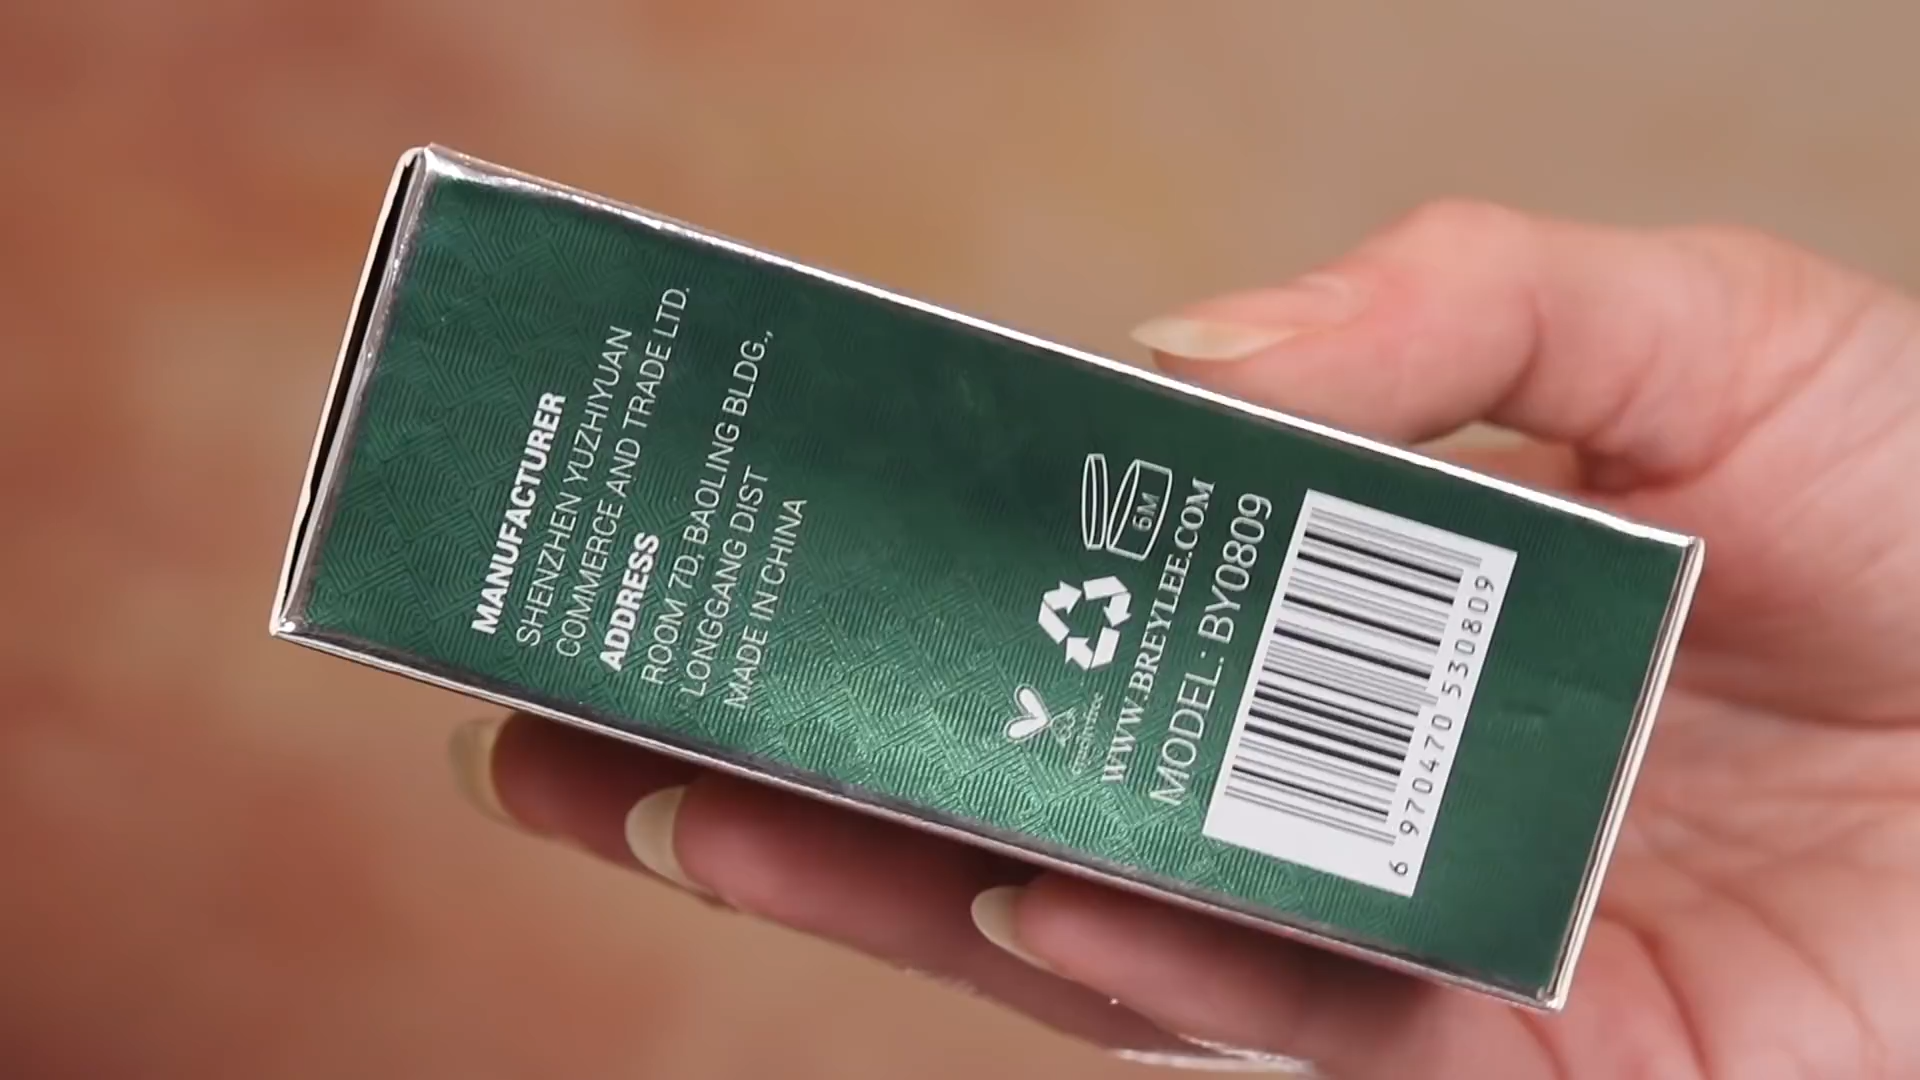 MANUFACTURER
SHENZHEN YUZHIYUAN
COMMERCE AND TRADE LTD.
ADDRESS
ROOM 7D, BAOLING BLDG.,
LONGGANG DIST
MADE IN CHINA
6M
WWW.BREYLEE.COM
MODEL: BY0809
6 970470 530809